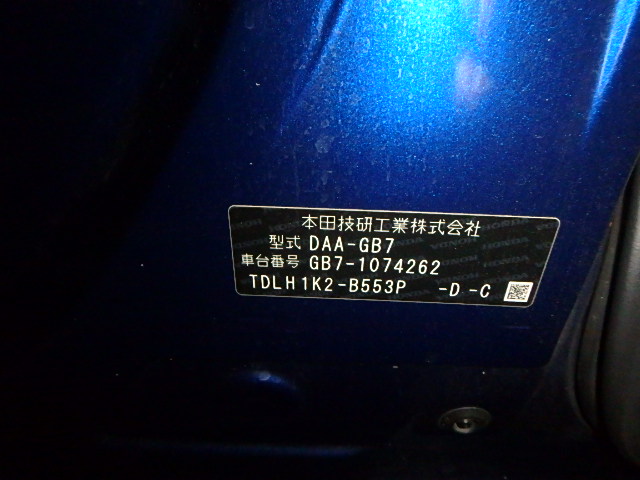 本田技研工業株式会社
型式 DAA-GB7
車台番号 GB7-1074262
TDLH1K2-B553P -D -C